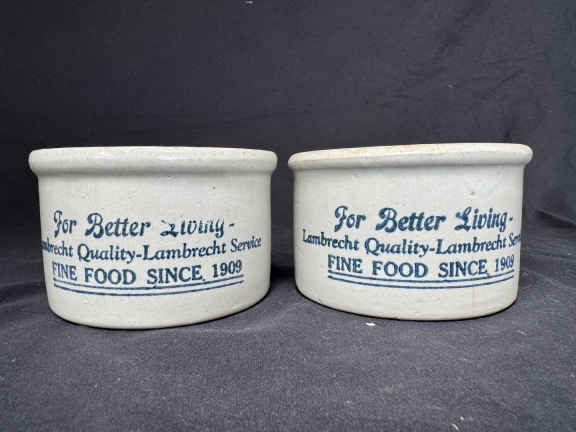 For Better Living-
Lambrecht Quality-Lambrecht Service
FINE FOOD SINCE 1909
For Better Living-
Lambrecht Quality-Lambrecht Service
FINE FOOD SINCE 1909